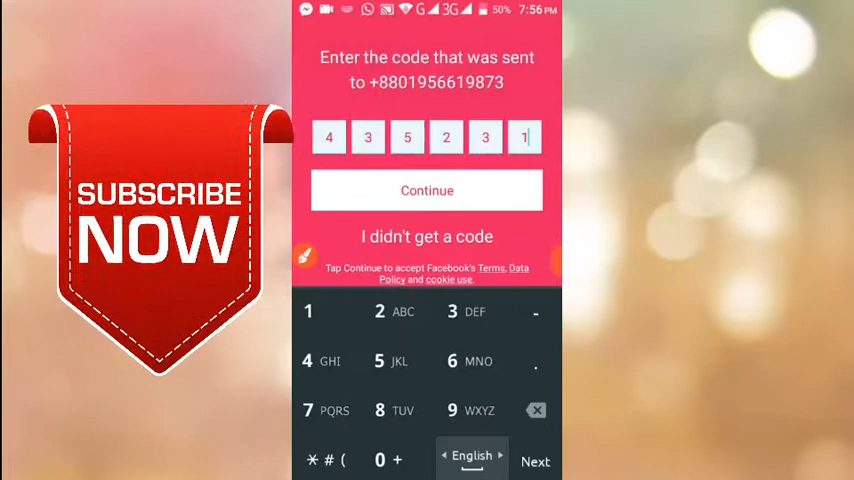 SUBSCRIBE
NOW
G 3G 50% 7:56 PM
Enter the code that was sent
to +8801956619873
4 3 5 2 3 1
Continue
I didn't get a code
Tap Continue to accept Facebook's Terms, Data
Policy and cookie use.
1 2 ABC 3 DEF -
4 GHI 5 JKL 6 MNO .
7 PQRS 8 TUV 9 WXYZ
* # ( 0 + English Next